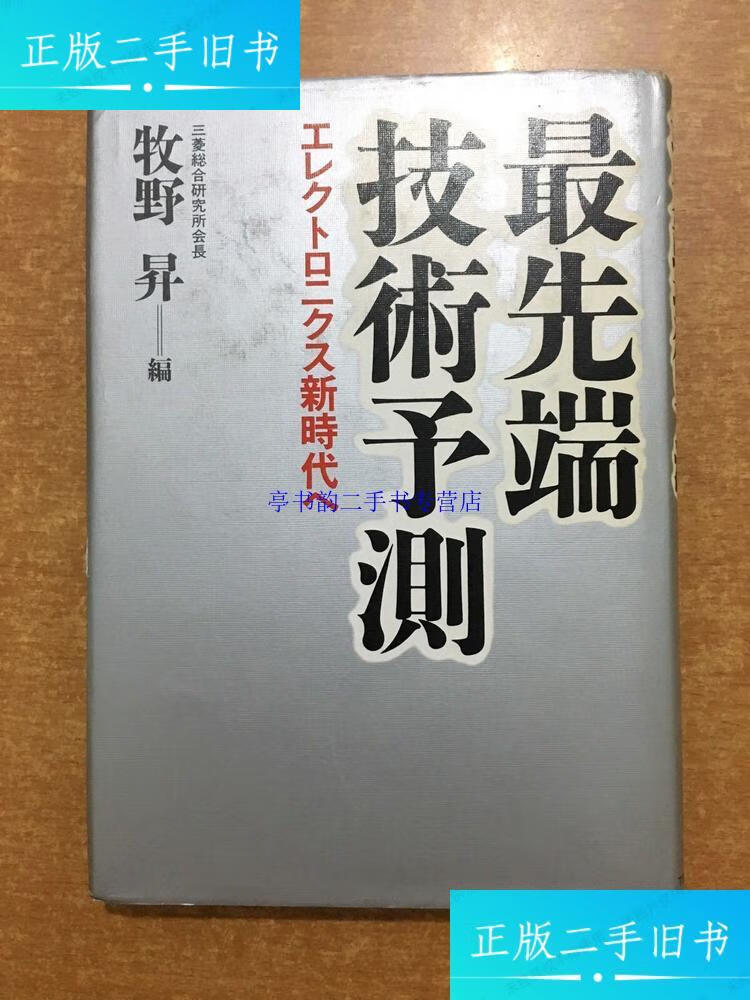 正版二手旧书
最先端
技術予測
エレクトロニクス新時代へ
三菱総合研究所会長
牧野 昇══編
亭书韵二手书专营店
正版二手旧书